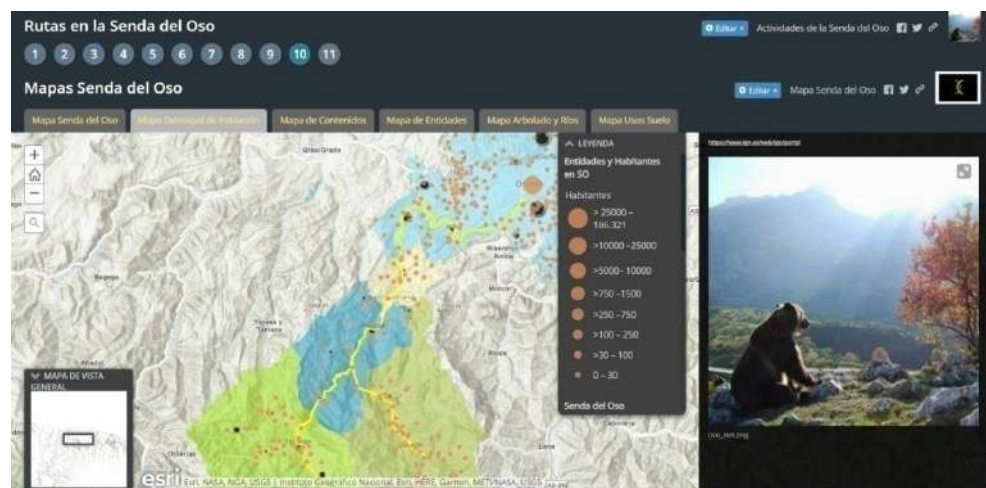 Rutas en la Senda del Oso
Editar
Actividades de la Senda del Oso
1 2 3 4 5 6 7 8 9 10 11
Mapas Senda del Oso
Editar
Mapa Senda del Oso
Mapa Senda del Oso
Mapa Densidad de Población
Mapa de Contenidos
Mapa de Entidades
Mapa Arbolado y Ríos
Mapa Usos Suelo
LEYENDA
Entidades y Habitantes
en SO
Habitantes
> 25000 –
186.321
>10000 –25000
>5000- 10000
>750 –1500
>250 –750
>100 – 250
>30 – 100
0 – 30
Senda del Oso
MAPA DE VISTA
GENERAL
esri
Esri, NASA, NGA, USGS | Instituto Geográfico Nacional, Esri, HERE, Garmin, METI/NASA, USGS